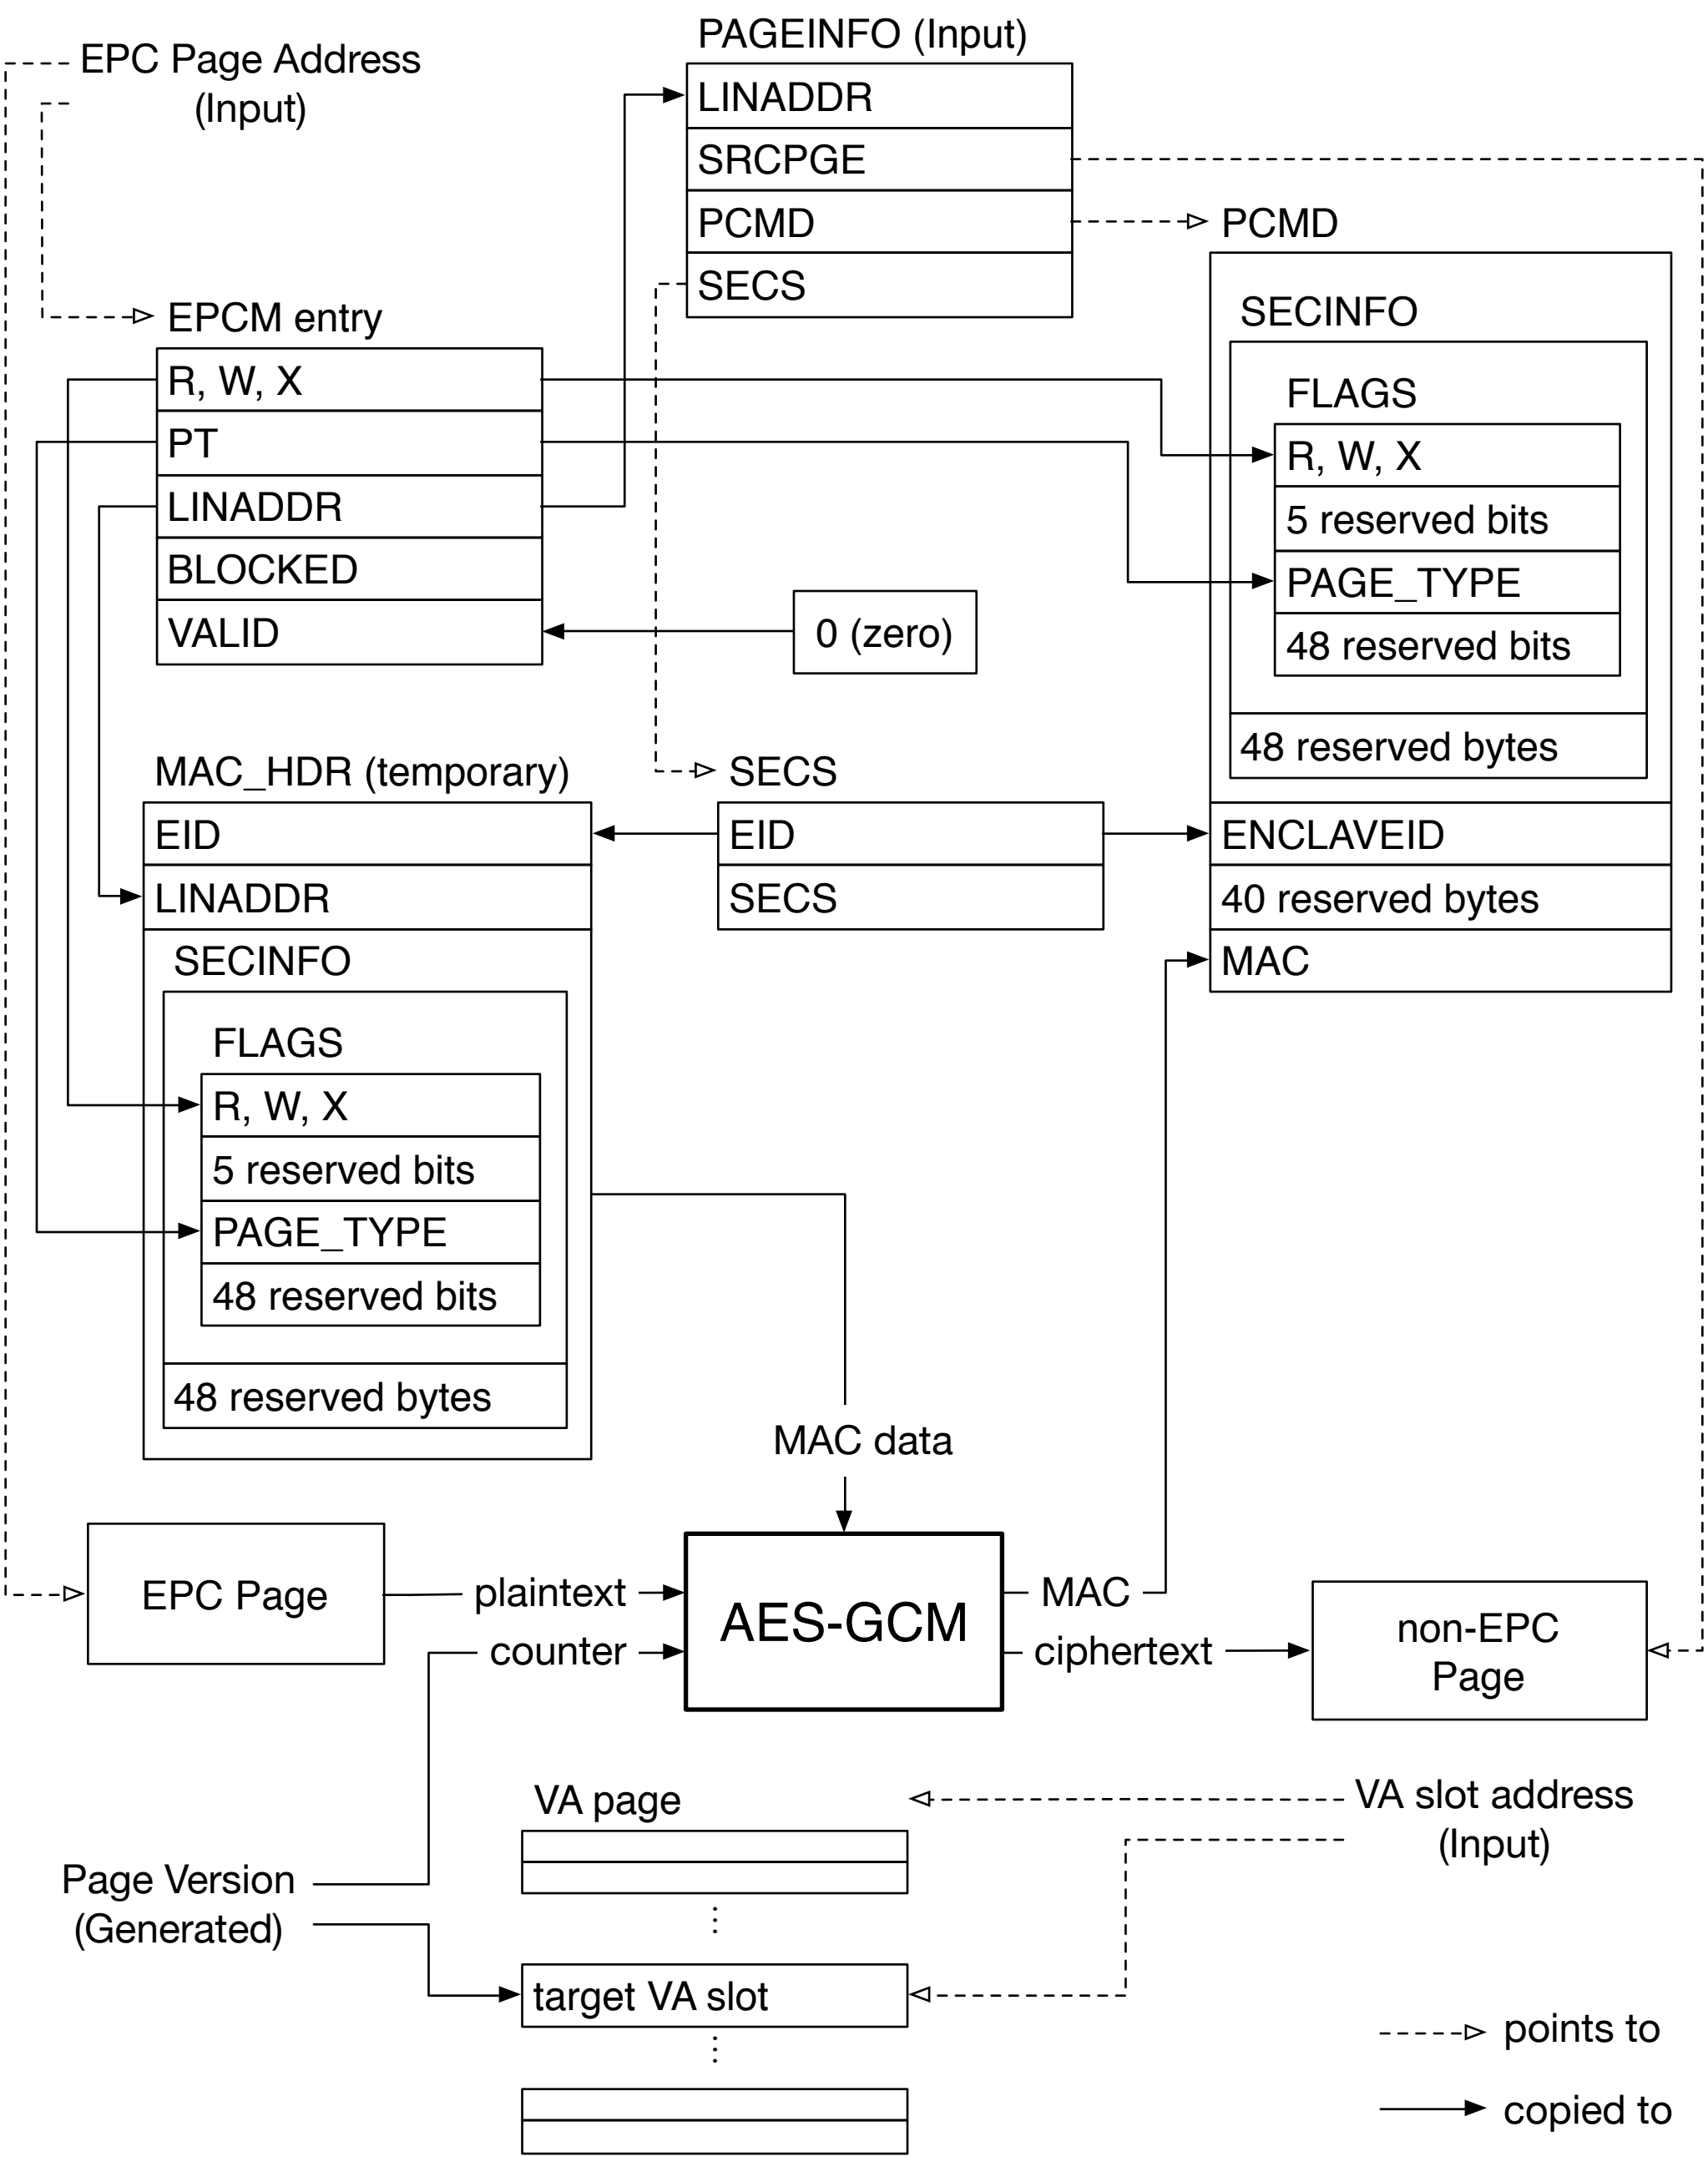 PAGEINFO (Input)
EPC Page Address
(Input)
LINADDR
SRCPGE
PCMD
SECS
PCMD
SECINFO
FLAGS
R, W, X
5 reserved bits
PAGE_TYPE
48 reserved bits
48 reserved bytes
ENCLAVEID
40 reserved bytes
MAC
EPCM entry
R, W, X
PT
LINADDR
BLOCKED
VALID
0 (zero)
MAC_HDR (temporary)
EID
LINADDR
SECINFO
FLAGS
R, W, X
5 reserved bits
PAGE_TYPE
48 reserved bits
48 reserved bytes
SECS
EID
SECS
MAC data
EPC Page
plaintext
counter
AES-GCM
MAC
ciphertext
non-EPC
Page
VA page
VA slot address
(Input)
Page Version
(Generated)
⋮
target VA slot
⋮
points to
copied to